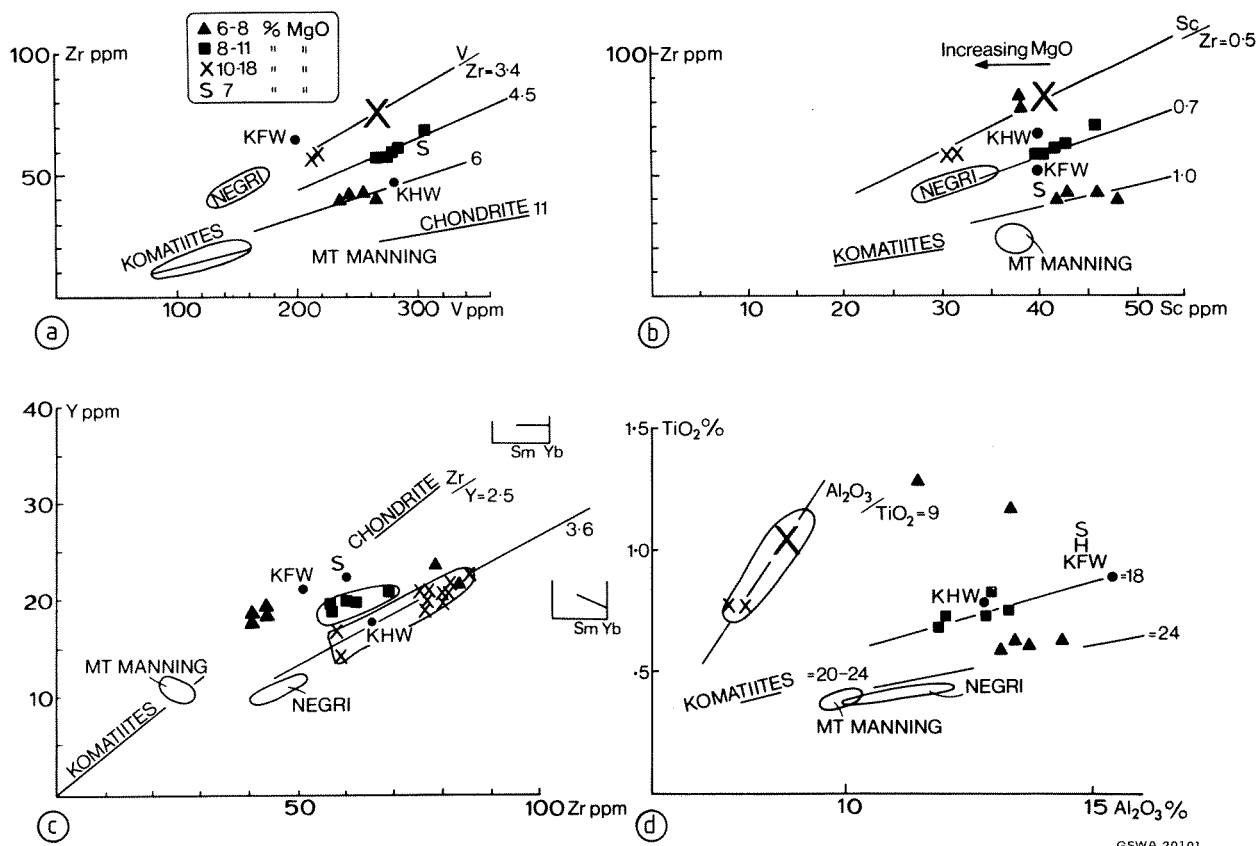 Zr ppm
100
50
▲ 6-8 % MgO
■ 8-11 " "
X 10-18 " "
S 7 " "
V/Zr=3.4
4.5
6
KFW
S
NEGRI
KHW
CHONDRITE 11
KOMATIITES
MT MANNING
100 200 300 V ppm
a
Zr ppm
100
50
Increasing MgO
Sc/Zr=0.5
0.7
1.0
KHW
KFW
NEGRI
S
KOMATIITES
MT MANNING
20 30 40 50 Sc ppm
b
40 Y ppm
30
20
10
Sm Yb
CHONDRITE Zr/Y=2.5
3.6
S
KFW
KHW
Sm Yb
MT MANNING
NEGRI
KOMATIITES
50 100 Zr ppm
c
1.5 TiO₂%
1.0
.5
Al₂O₃/TiO₂=9
S
H
KFW
=18
KHW
=24
KOMATIITES =20-24
NEGRI
MT MANNING
10 15 Al₂O₃%
d
GSWA 20101